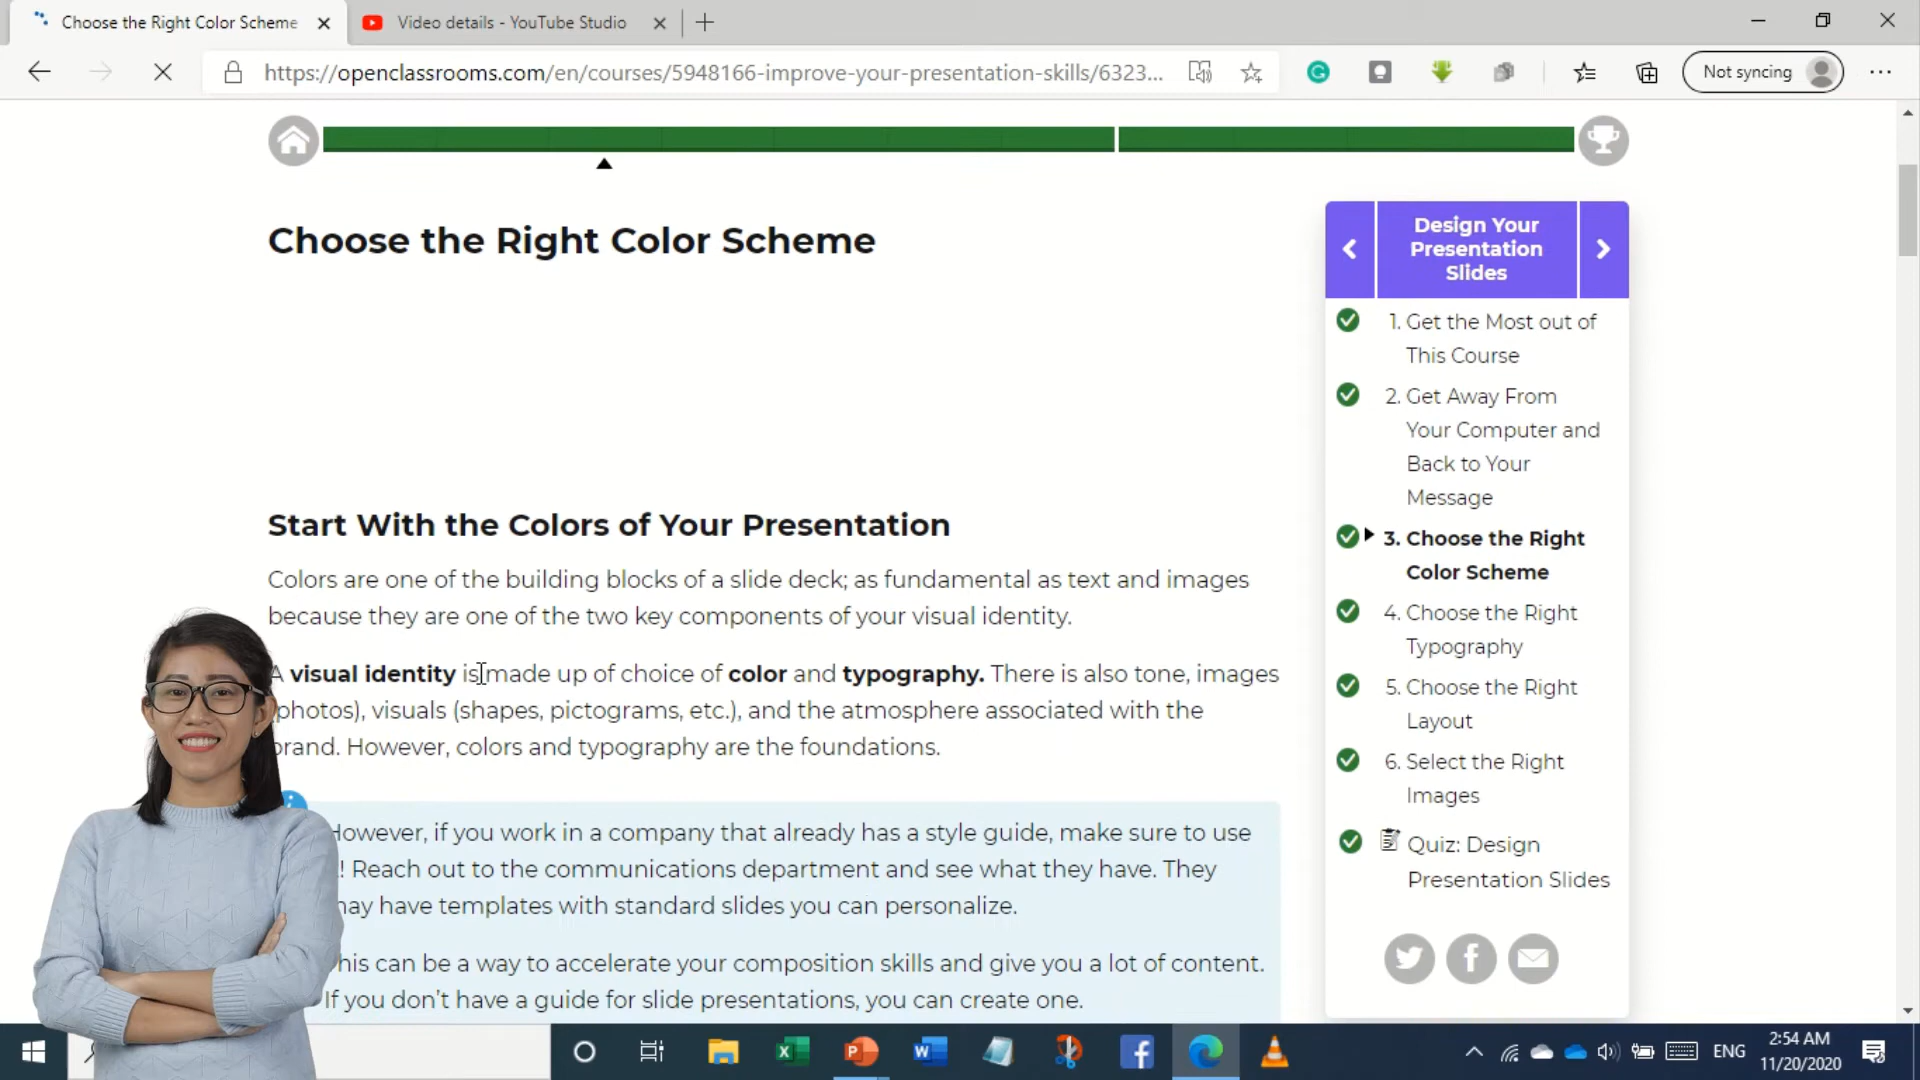 Choose the Right Color Scheme
Video details - YouTube Studio
https://openclassrooms.com/en/courses/5948166-improve-your-presentation-skills/6323...
Not syncing
Choose the Right Color Scheme
Start With the Colors of Your Presentation
Colors are one of the building blocks of a slide deck; as fundamental as text and images
because they are one of the two key components of your visual identity.
A visual identity is made up of choice of color and typography. There is also tone, images
(photos), visuals (shapes, pictograms, etc.), and the atmosphere associated with the
brand. However, colors and typography are the foundations.
However, if you work in a company that already has a style guide, make sure to use
! Reach out to the communications department and see what they have. They
may have templates with standard slides you can personalize.
This can be a way to accelerate your composition skills and give you a lot of content.
If you don't have a guide for slide presentations, you can create one.
Design Your
Presentation
Slides
1. Get the Most out of
This Course
2. Get Away From
Your Computer and
Back to Your
Message
3. Choose the Right
Color Scheme
4. Choose the Right
Typography
5. Choose the Right
Layout
6. Select the Right
Images
Quiz: Design
Presentation Slides
ENG
2:54 AM
11/20/2020